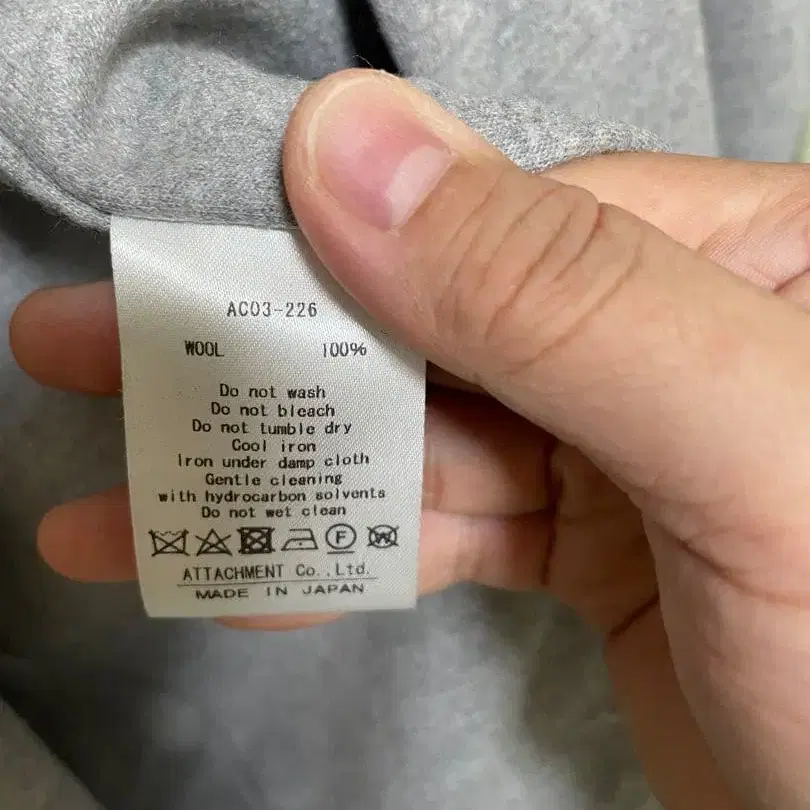 AC03-226
WOOL 100%
Do not wash
Do not bleach
Do not tumble dry
Cool iron
Iron under damp cloth
Gentle cleaning
with hydrocarbon solvents
Do not wet clean
F W
ATTACHMENT Co.,Ltd.
MADE IN JAPAN